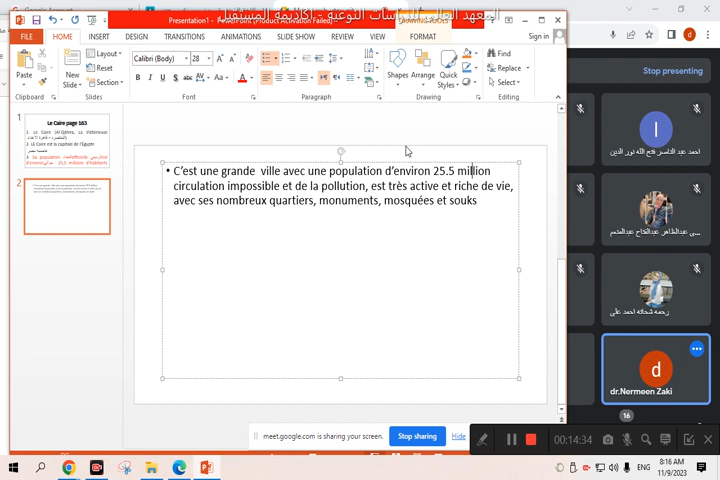 المعهد العالي للدراسات النوعية - أكاديمية المستقبل
Presentation1 - PowerPoint (Product Activation Failed)
FILE HOME INSERT DESIGN TRANSITIONS ANIMATIONS SLIDE SHOW REVIEW VIEW FORMAT Sign in
Paste
New Slide
Layout
Reset
Section
Calibri (Body) 28
Shapes Arrange Quick Styles
Find
Replace
Select
Clipboard Slides Font Paragraph Drawing Editing
Stop presenting
1
Le Caire page 163
2
• C'est une grande ville avec une population d'environ 25.5 million
circulation impossible et de la pollution, est très active et riche de vie,
avec ses nombreux quartiers, monuments, mosquées et souks
احمد عبد الناصر فتح الله نور الدين
رحمه شحاته احمد على
d
dr.Nermeen Zaki
16
meet.google.com is sharing your screen. Stop sharing Hide
00:14:34
ENG
8:16 AM
11/9/2023